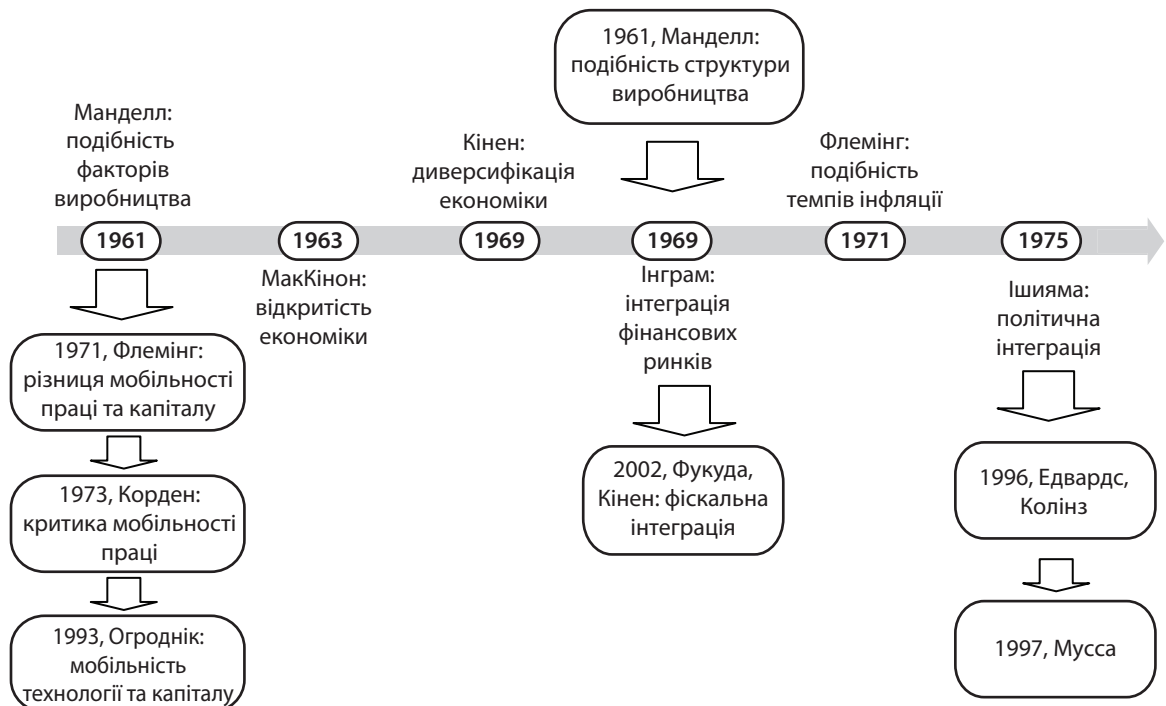 1961, Манделл:
подібність структури
виробництва
Манделл:
подібність
факторів
виробництва
Кінен:
диверсифікація
економіки
Флемінг:
подібність
темпів інфляції
1961
1963
1969
1969
1971
1975
МакКінон:
відкритість
економіки
Інграм:
інтеграція
фінансових
ринків
Ішияма:
політична
інтеграція
1971, Флемінг:
різниця мобільності
праці та капіталу
1973, Корден:
критика мобільності
праці
1993, Огроднік:
мобільність
технології та капіталу
2002, Фукуда,
Кінен: фіскальна
інтеграція
1996, Едвардс,
Колінз
1997, Мусса